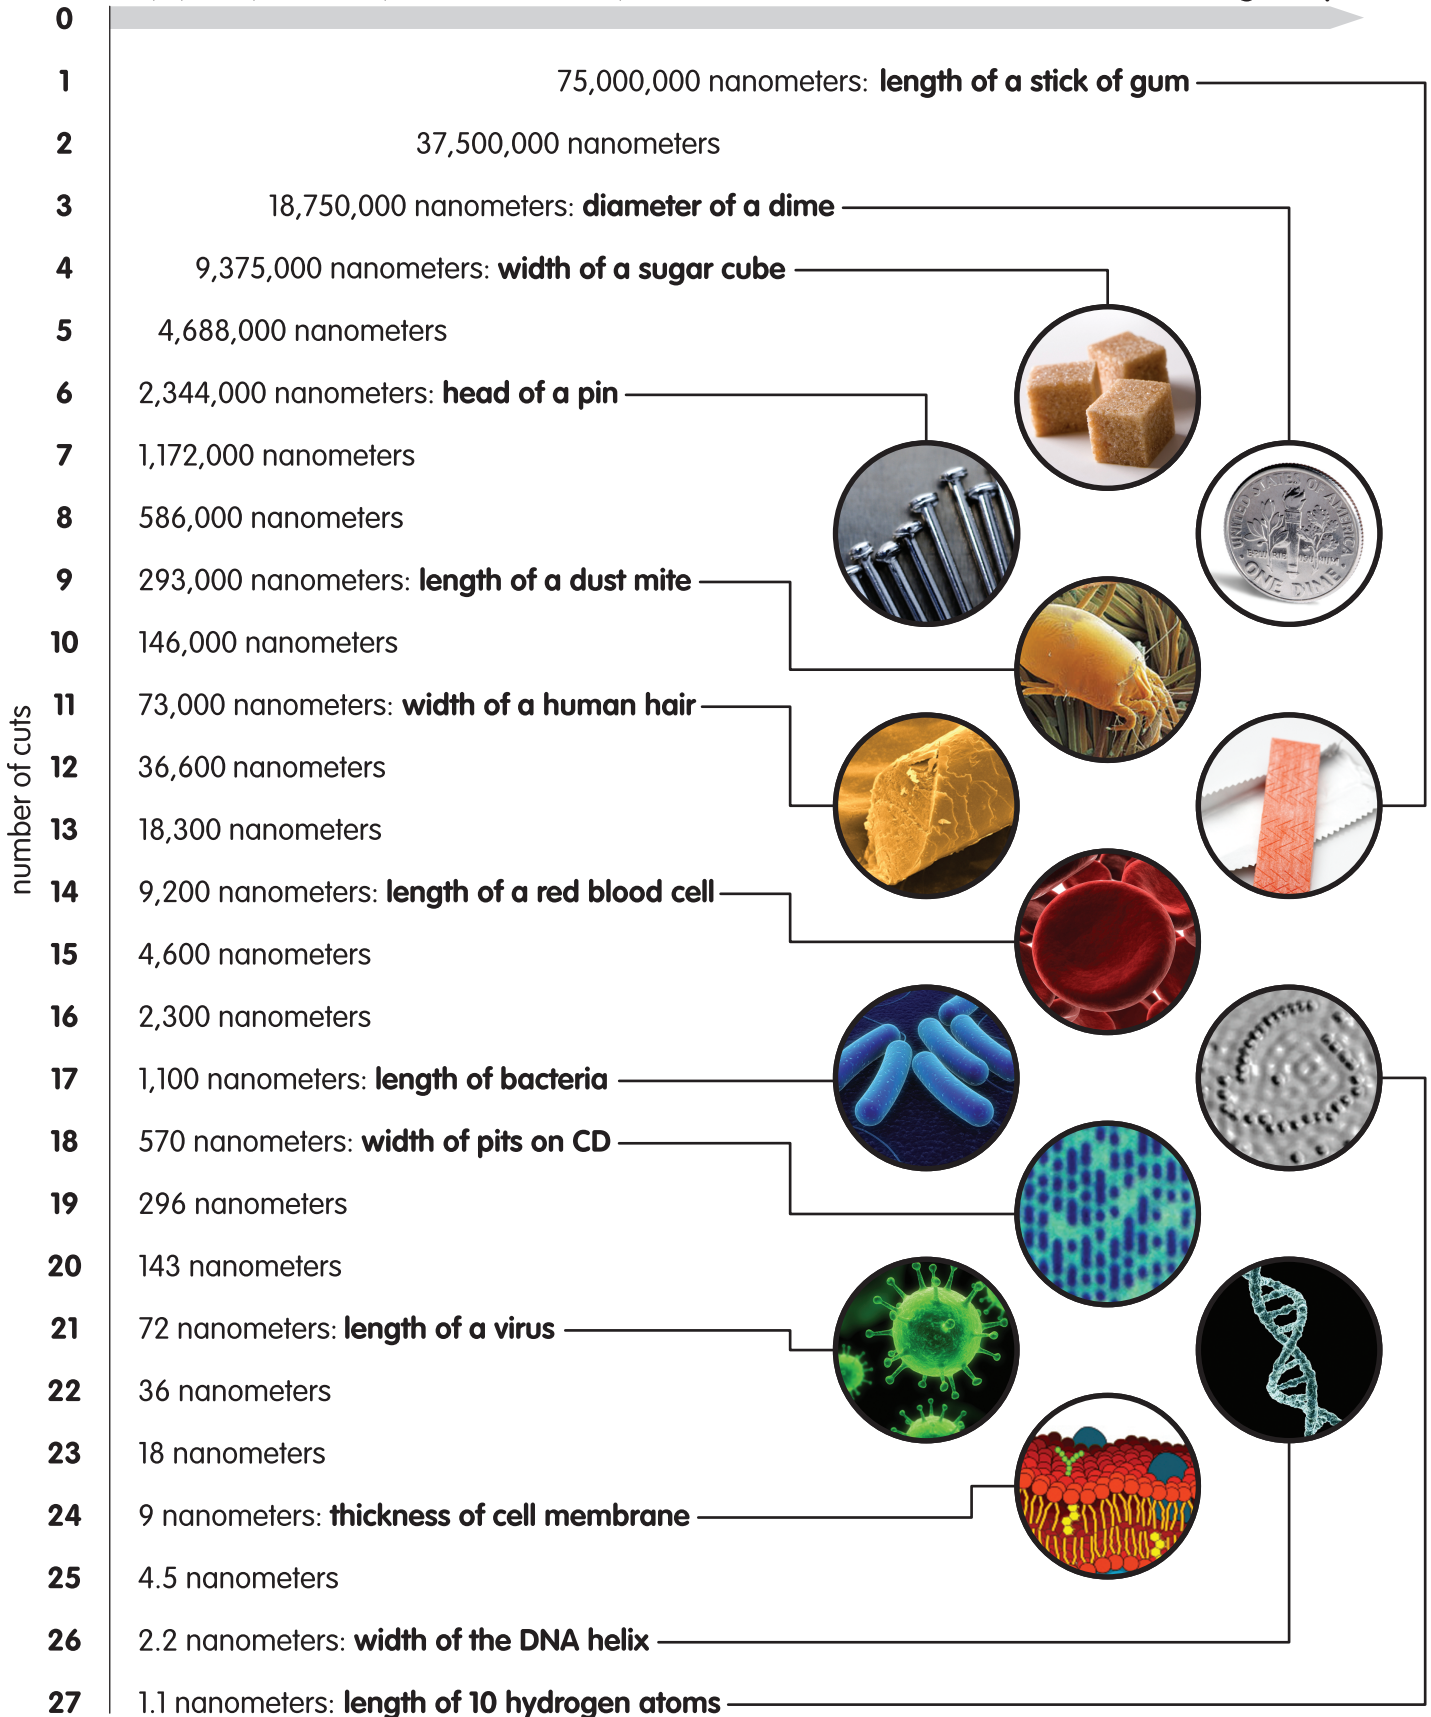 0
1 75,000,000 nanometers: length of a stick of gum
2 37,500,000 nanometers
3 18,750,000 nanometers: diameter of a dime
4 9,375,000 nanometers: width of a sugar cube
5 4,688,000 nanometers
6 2,344,000 nanometers: head of a pin
7 1,172,000 nanometers
8 586,000 nanometers
9 293,000 nanometers: length of a dust mite
10 146,000 nanometers
11 73,000 nanometers: width of a human hair
12 36,600 nanometers
13 18,300 nanometers
14 9,200 nanometers: length of a red blood cell
15 4,600 nanometers
16 2,300 nanometers
17 1,100 nanometers: length of bacteria
18 570 nanometers: width of pits on CD
19 296 nanometers
20 143 nanometers
21 72 nanometers: length of a virus
22 36 nanometers
23 18 nanometers
24 9 nanometers: thickness of cell membrane
25 4.5 nanometers
26 2.2 nanometers: width of the DNA helix
27 1.1 nanometers: length of 10 hydrogen atoms
number of cuts
UNITED STATES OF AMERICA
ONE DIME